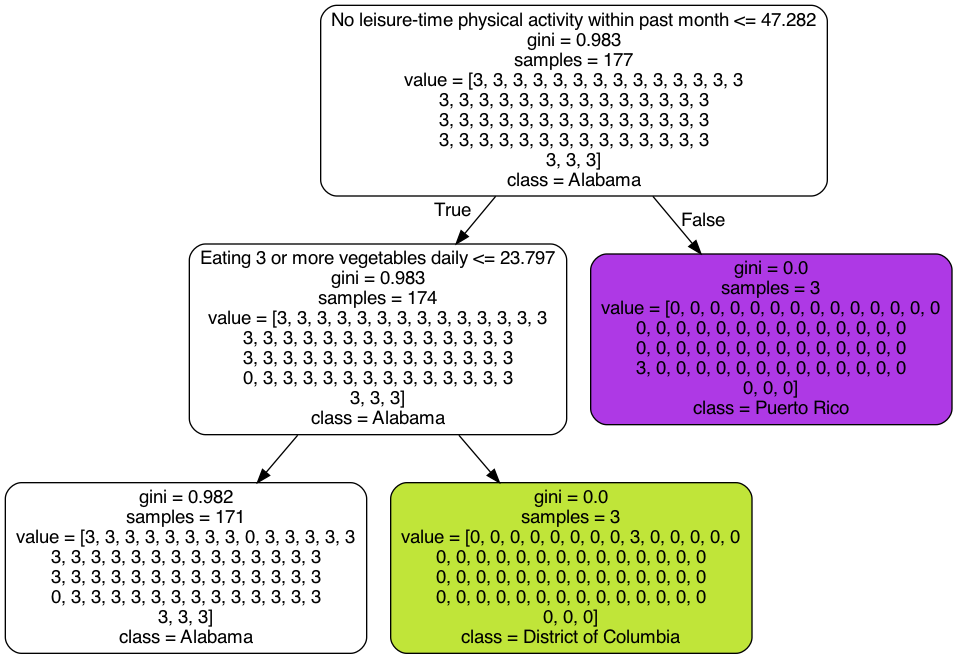 No leisure-time physical activity within past month <= 47.282
gini = 0.983
samples = 177
value = [3, 3, 3, 3, 3, 3, 3, 3, 3, 3, 3, 3, 3, 3
3, 3, 3, 3, 3, 3, 3, 3, 3, 3, 3, 3, 3, 3
3, 3, 3, 3, 3, 3, 3, 3, 3, 3, 3, 3, 3, 3
3, 3, 3, 3, 3, 3, 3, 3, 3, 3, 3, 3, 3, 3
3, 3, 3]
class = Alabama
True
False
Eating 3 or more vegetables daily <= 23.797
gini = 0.983
samples = 174
value = [3, 3, 3, 3, 3, 3, 3, 3, 3, 3, 3, 3, 3, 3
3, 3, 3, 3, 3, 3, 3, 3, 3, 3, 3, 3, 3, 3
3, 3, 3, 3, 3, 3, 3, 3, 3, 3, 3, 3, 3, 3
0, 3, 3, 3, 3, 3, 3, 3, 3, 3, 3, 3, 3, 3
3, 3, 3]
class = Alabama
gini = 0.0
samples = 3
value = [0, 0, 0, 0, 0, 0, 0, 0, 0, 0, 0, 0, 0, 0
0, 0, 0, 0, 0, 0, 0, 0, 0, 0, 0, 0, 0, 0
0, 0, 0, 0, 0, 0, 0, 0, 0, 0, 0, 0, 0, 0
3, 0, 0, 0, 0, 0, 0, 0, 0, 0, 0, 0, 0, 0
0, 0, 0]
class = Puerto Rico
gini = 0.982
samples = 171
value = [3, 3, 3, 3, 3, 3, 3, 3, 0, 3, 3, 3, 3, 3
3, 3, 3, 3, 3, 3, 3, 3, 3, 3, 3, 3, 3, 3
3, 3, 3, 3, 3, 3, 3, 3, 3, 3, 3, 3, 3, 3
0, 3, 3, 3, 3, 3, 3, 3, 3, 3, 3, 3, 3, 3
3, 3, 3]
class = Alabama
gini = 0.0
samples = 3
value = [0, 0, 0, 0, 0, 0, 0, 0, 3, 0, 0, 0, 0, 0
0, 0, 0, 0, 0, 0, 0, 0, 0, 0, 0, 0, 0, 0
0, 0, 0, 0, 0, 0, 0, 0, 0, 0, 0, 0, 0, 0
0, 0, 0, 0, 0, 0, 0, 0, 0, 0, 0, 0, 0, 0
0, 0, 0]
class = District of Columbia